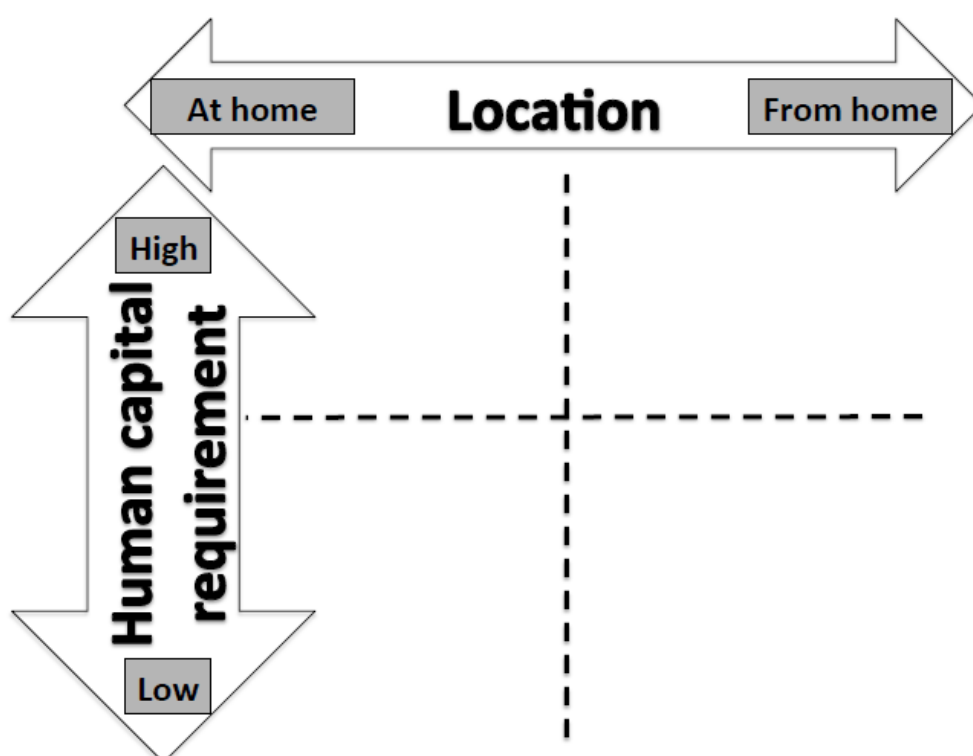 At home
Location
From home
High
Human capital
requirement
Low